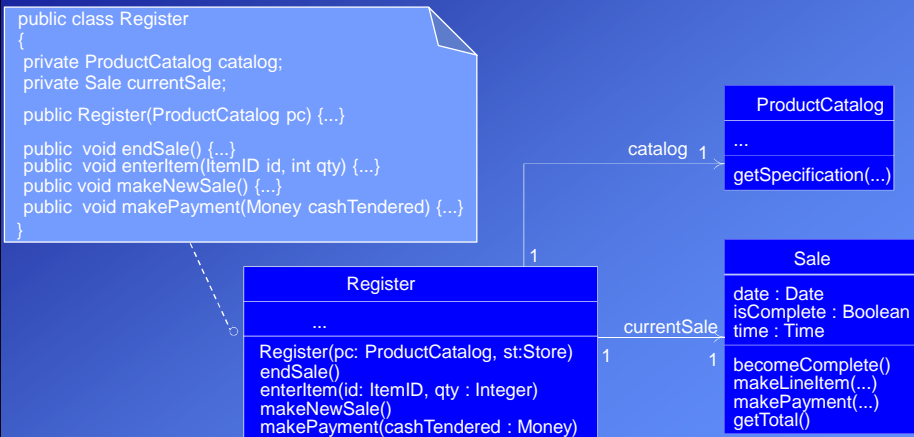 public class Register
{
private ProductCatalog catalog;
private Sale currentSale;
public Register(ProductCatalog pc) {...}
public void endSale() {...}
public void enterItem(ItemID id, int qty) {...}
public void makeNewSale() {...}
public void makePayment(Money cashTendered) {...}
}
catalog 1
1
ProductCatalog
...
getSpecification(...)
Register
...
Register(pc: ProductCatalog, st:Store)
endSale()
enterItem(id: ItemID, qty : Integer)
makeNewSale()
makePayment(cashTendered : Money)
currentSale
1
1
Sale
date : Date
isComplete : Boolean
time : Time
becomeComplete()
makeLineItem(...)
makePayment(...)
getTotal()